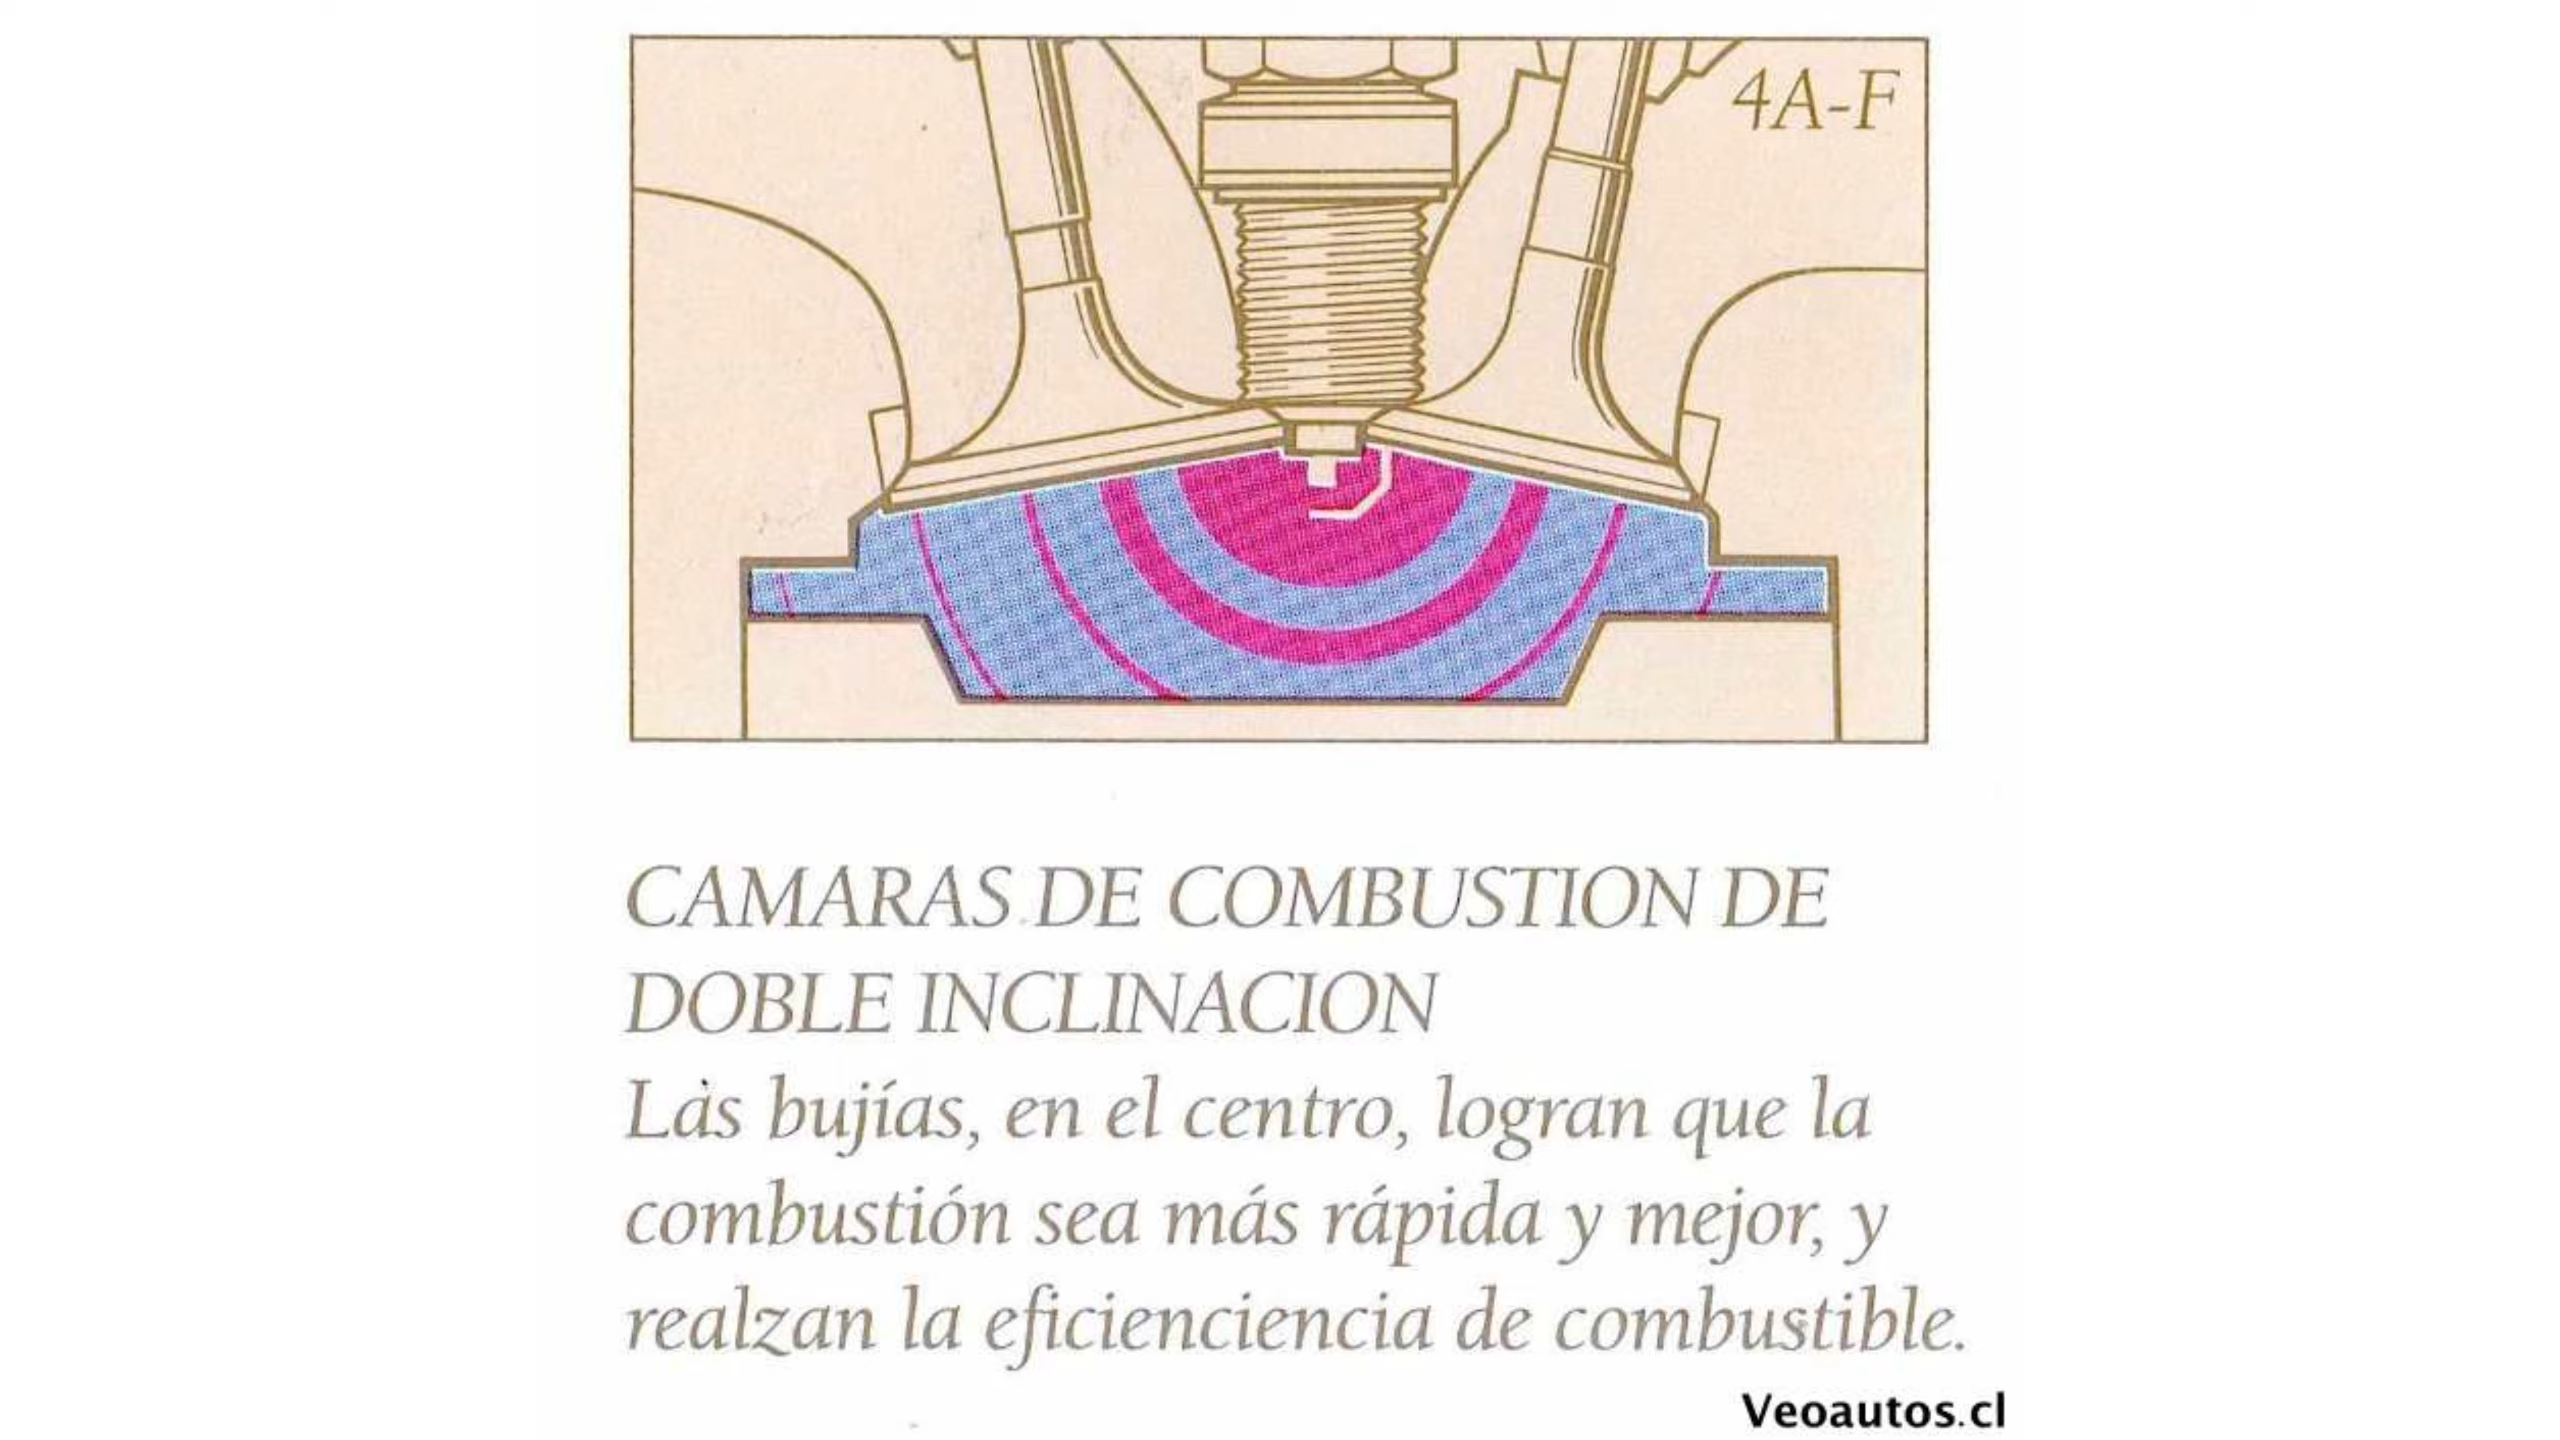 4A-F
CAMARAS DE COMBUSTION DE
DOBLE INCLINACION
Las bujías, en el centro, logran que la
combustión sea más rápida y mejor, y
realzan la eficienciencia de combustible.
Veoautos.cl